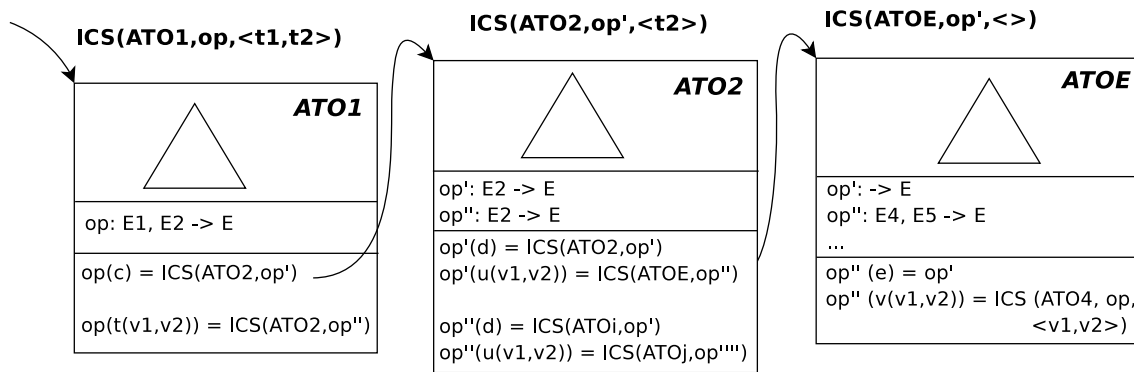 ICS(ATO1,op,<t1,t2>)
ATO1
op: E1, E2 -> E
op(c) = ICS(ATO2,op')
op(t(v1,v2)) = ICS(ATO2,op'')
ICS(ATO2,op',<t2>)
ATO2
op': E2 -> E
op'': E2 -> E
op'(d) = ICS(ATO2,op')
op'(u(v1,v2)) = ICS(ATOE,op'')
op''(d) = ICS(ATOi,op')
op''(u(v1,v2)) = ICS(ATOj,op'''')
ICS(ATOE,op',<>)
ATOE
op': -> E
op'': E4, E5 -> E
...
op'' (e) = op'
op'' (v(v1,v2)) = ICS (ATO4, op,
<v1,v2>)